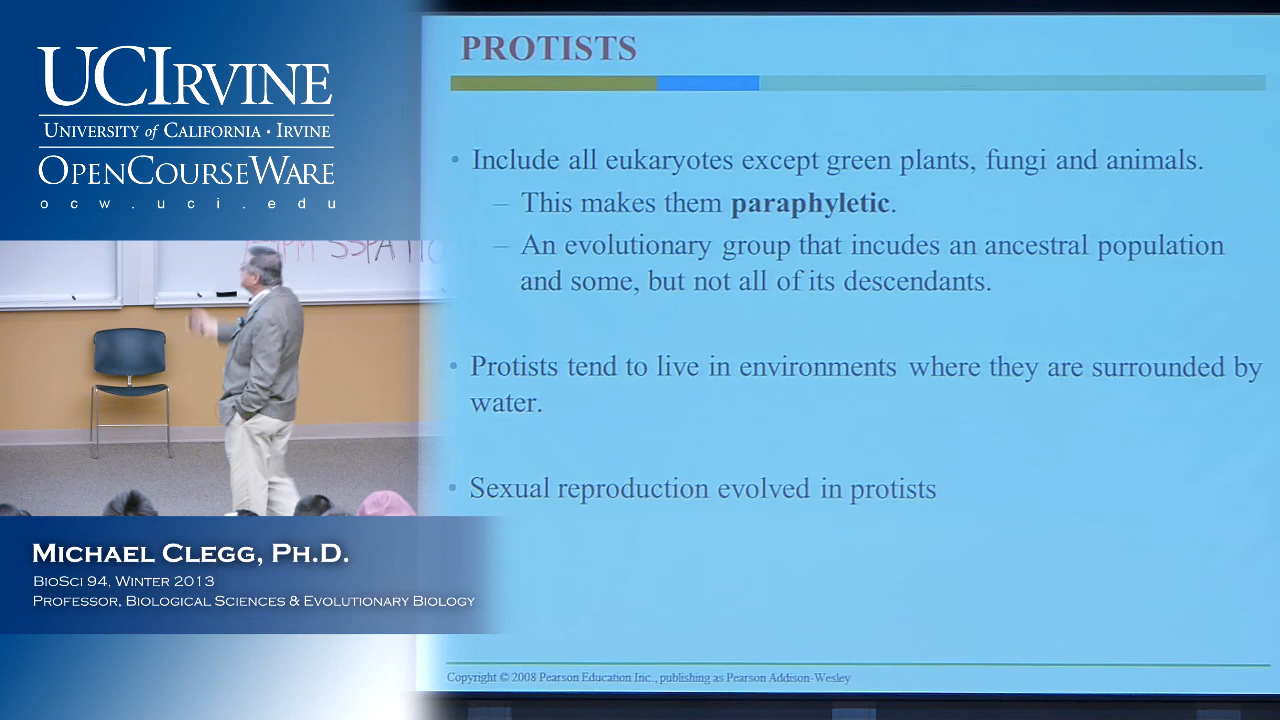 UCIRVINE
UNIVERSITY of CALIFORNIA · IRVINE
OPENCOURSEWARE
ocw.uci.edu
MICHAEL CLEGG, PH.D.
BIOSCI 94, WINTER 2013
PROFESSOR, BIOLOGICAL SCIENCES & EVOLUTIONARY BIOLOGY
PROTISTS
• Include all eukaryotes except green plants, fungi and animals.
– This makes them paraphyletic.
– An evolutionary group that incudes an ancestral population
and some, but not all of its descendants.
• Protists tend to live in environments where they are surrounded by
water.
• Sexual reproduction evolved in protists
Copyright © 2008 Pearson Education Inc., publishing as Pearson Addison-Wesley